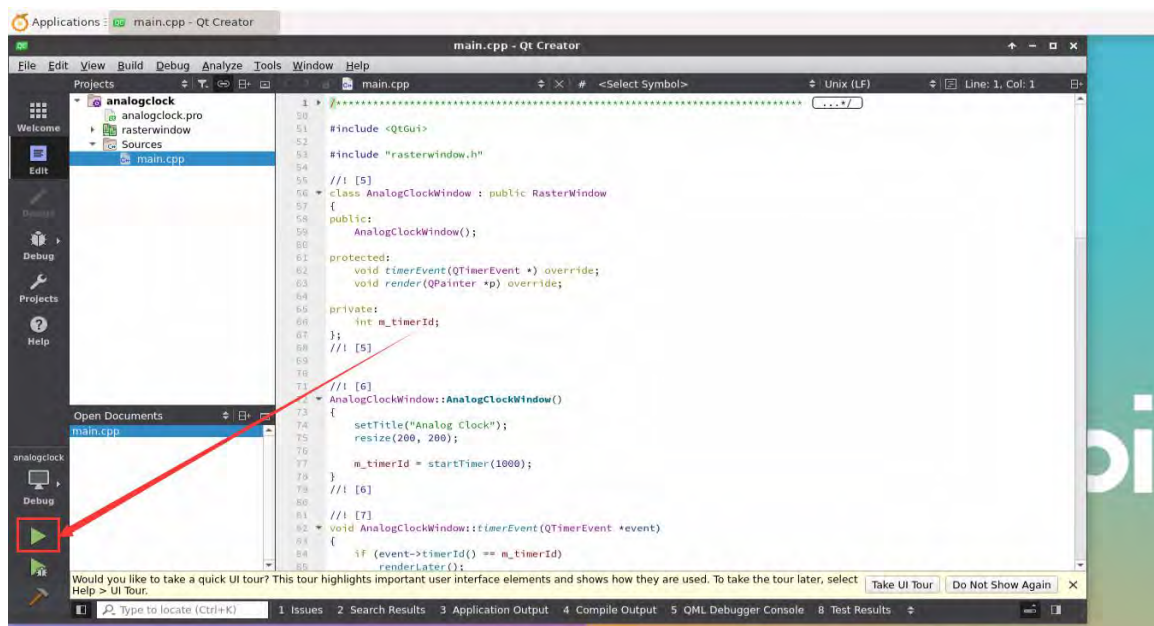 Applications main.cpp - Qt Creator
main.cpp - Qt Creator
File Edit View Build Debug Analyze Tools Window Help
Projects
main.cpp # <Select Symbol> Unix (LF) Line: 1, Col: 1
Welcome
Edit
Design
Debug
Projects
Help
analogclock
analogclock.pro
rasterwindow
Sources
main.cpp
Open Documents
main.cpp
analogclock
Debug
1 /****************************************************************************** ...*/
50
51 #include <QtGui>
52
53 #include "rasterwindow.h"
54
55 //! [5]
56 class AnalogClockWindow : public RasterWindow
57 {
58 public:
59 AnalogClockWindow();
60
61 protected:
62 void timerEvent(QTimerEvent *) override;
63 void render(QPainter *p) override;
64
65 private:
66 int m_timerId;
67 };
68 //! [5]
69
70
71 //! [6]
72 AnalogClockWindow::AnalogClockWindow()
73 {
74 setTitle("Analog Clock");
75 resize(200, 200);
76
77 m_timerId = startTimer(1000);
78 }
79 //! [6]
80
81 //! [7]
82 void AnalogClockWindow::timerEvent(QTimerEvent *event)
83 {
84 if (event->timerId() == m_timerId)
85 renderLater();
Would you like to take a quick UI tour? This tour highlights important user interface elements and shows how they are used. To take the tour later, select
Help > UI Tour.
Take UI Tour Do Not Show Again
Type to locate (Ctrl+K) 1 Issues 2 Search Results 3 Application Output 4 Compile Output 5 QML Debugger Console 8 Test Results
pi